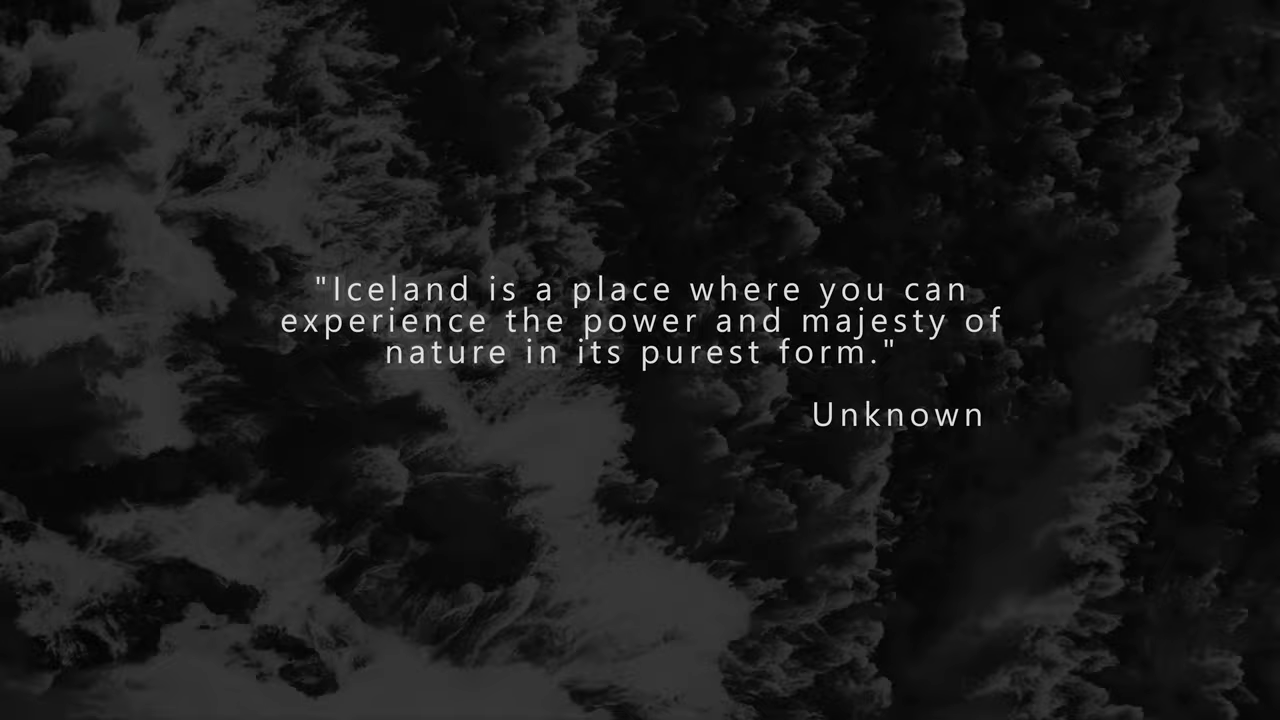 "Iceland is a place where you can
experience the power and majesty of
nature in its purest form."
Unknown